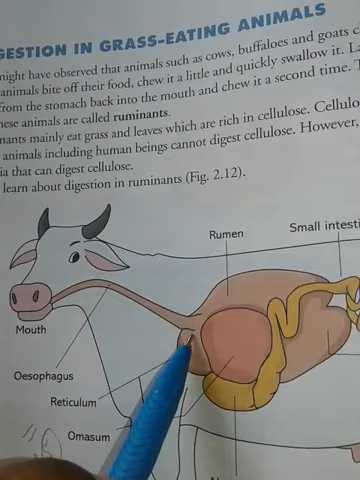 GESTION IN GRASS-EATING ANIMALS
might have observed that animals such as cows, buffaloes and goats
animals bite off their food, chew it a little and quickly swallow it.
from the stomach back into the mouth and chew it a second time.
these animals are called ruminants.
nants mainly eat grass and leaves which are rich in cellulose.
animals including human beings cannot digest cellulose. However,
ia that can digest cellulose.
learn about digestion in ruminants (Fig. 2.12).
Rumen
Small intesti
Mouth
Oesophagus
Reticulum
Omasum